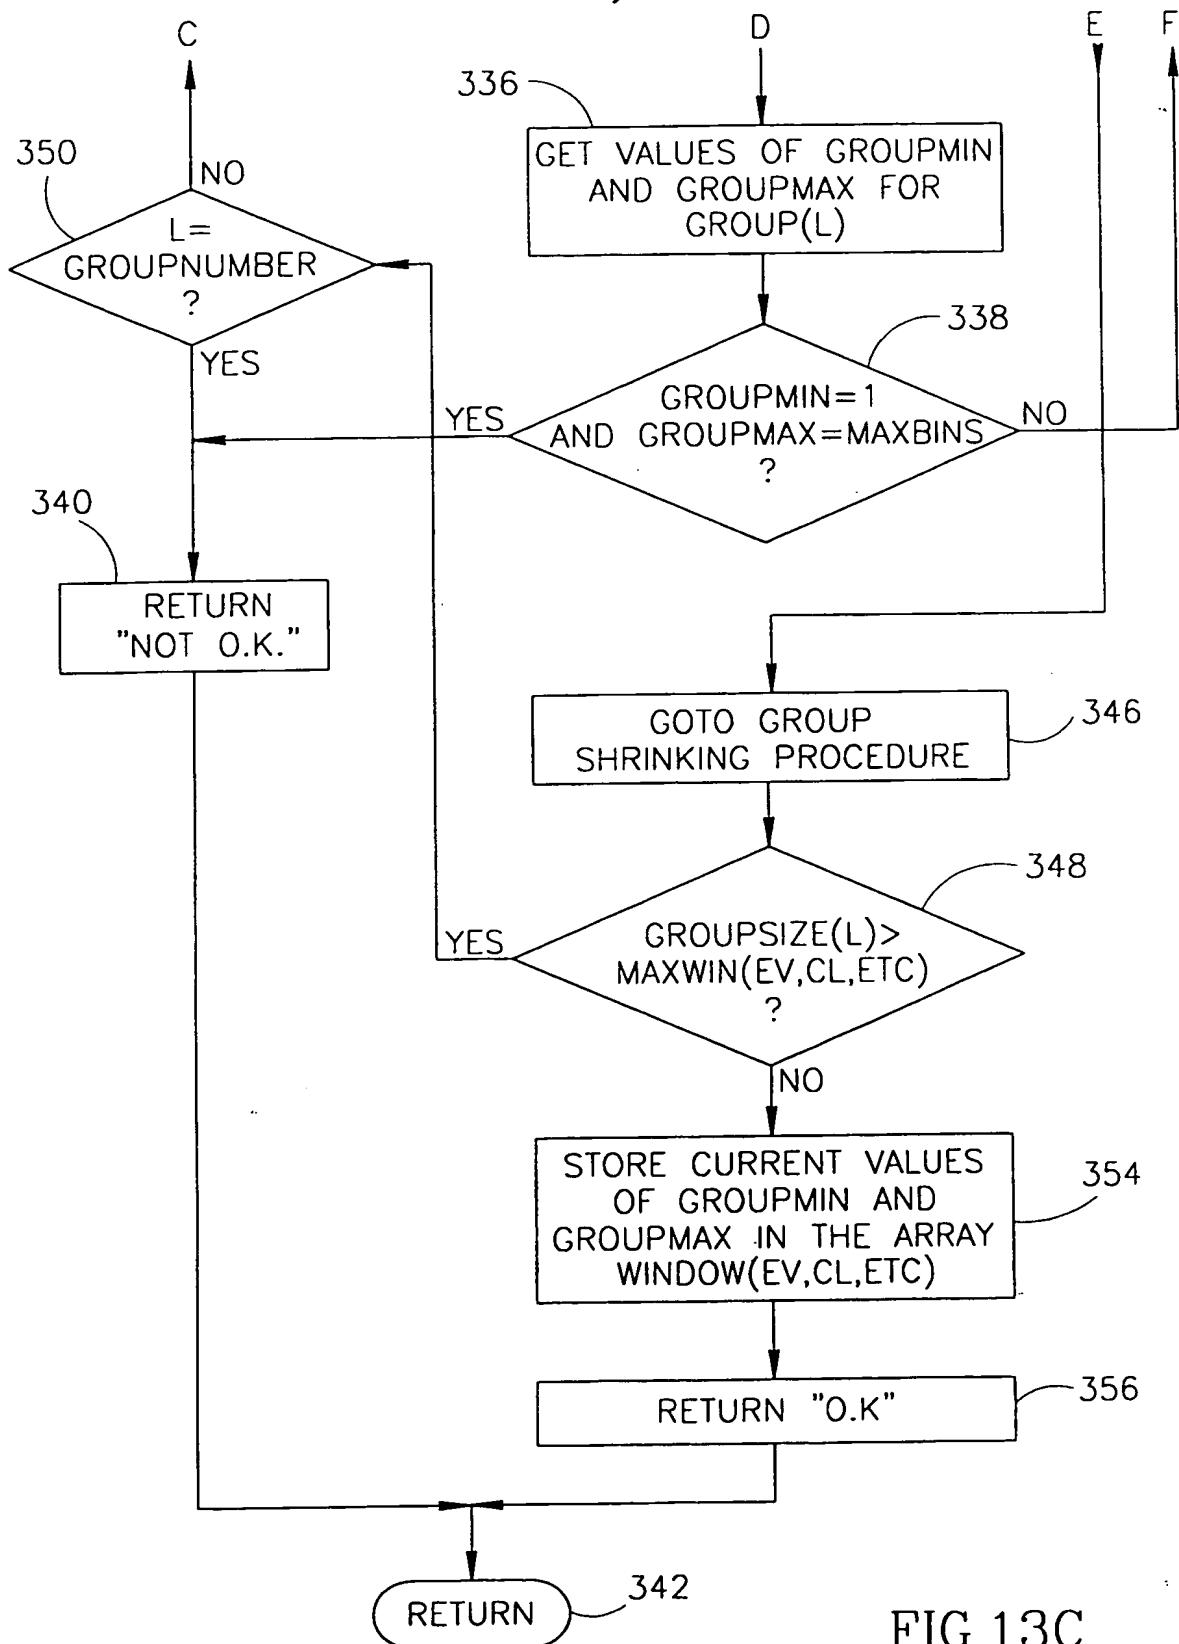 C
D
E
F
336
GET VALUES OF GROUPMIN
AND GROUPMAX FOR
GROUP(L)
350
NO
L=
GROUPNUMBER
?
YES
338
GROUPMIN=1
AND GROUPMAX=MAXBINS
?
YES
NO
340
RETURN
"NOT O.K."
GOTO GROUP
SHRINKING PROCEDURE
346
348
GROUPSIZE(L)>
MAXWIN(EV,CL,ETC)
?
YES
NO
STORE CURRENT VALUES
OF GROUPMIN AND
GROUPMAX IN THE ARRAY
WINDOW(EV,CL,ETC)
354
RETURN "O.K"
356
RETURN
342
FIG.13C